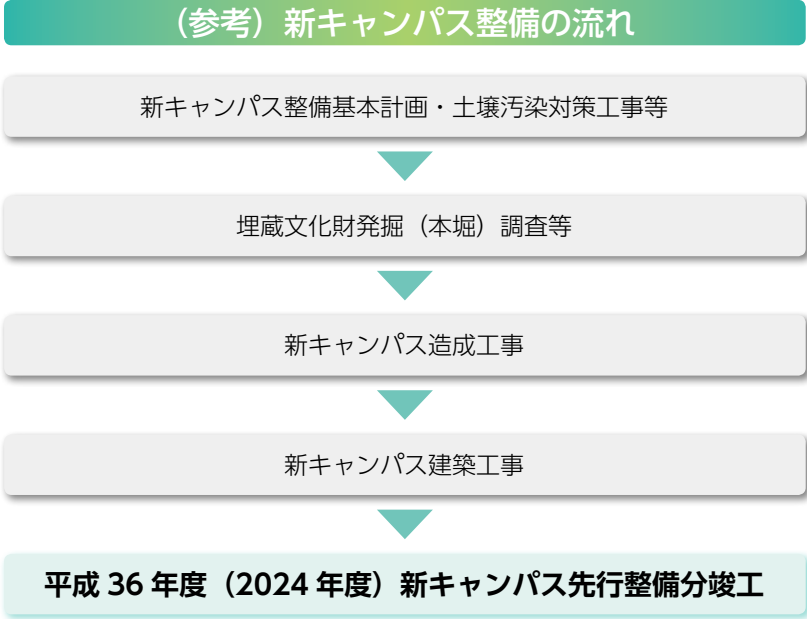 （参考）新キャンパス整備の流れ
新キャンパス整備基本計画・土壌汚染対策工事等
埋蔵文化財発掘（本堀）調査等
新キャンパス造成工事
新キャンパス建築工事
平成 36 年度（2024 年度）新キャンパス先行整備分竣工